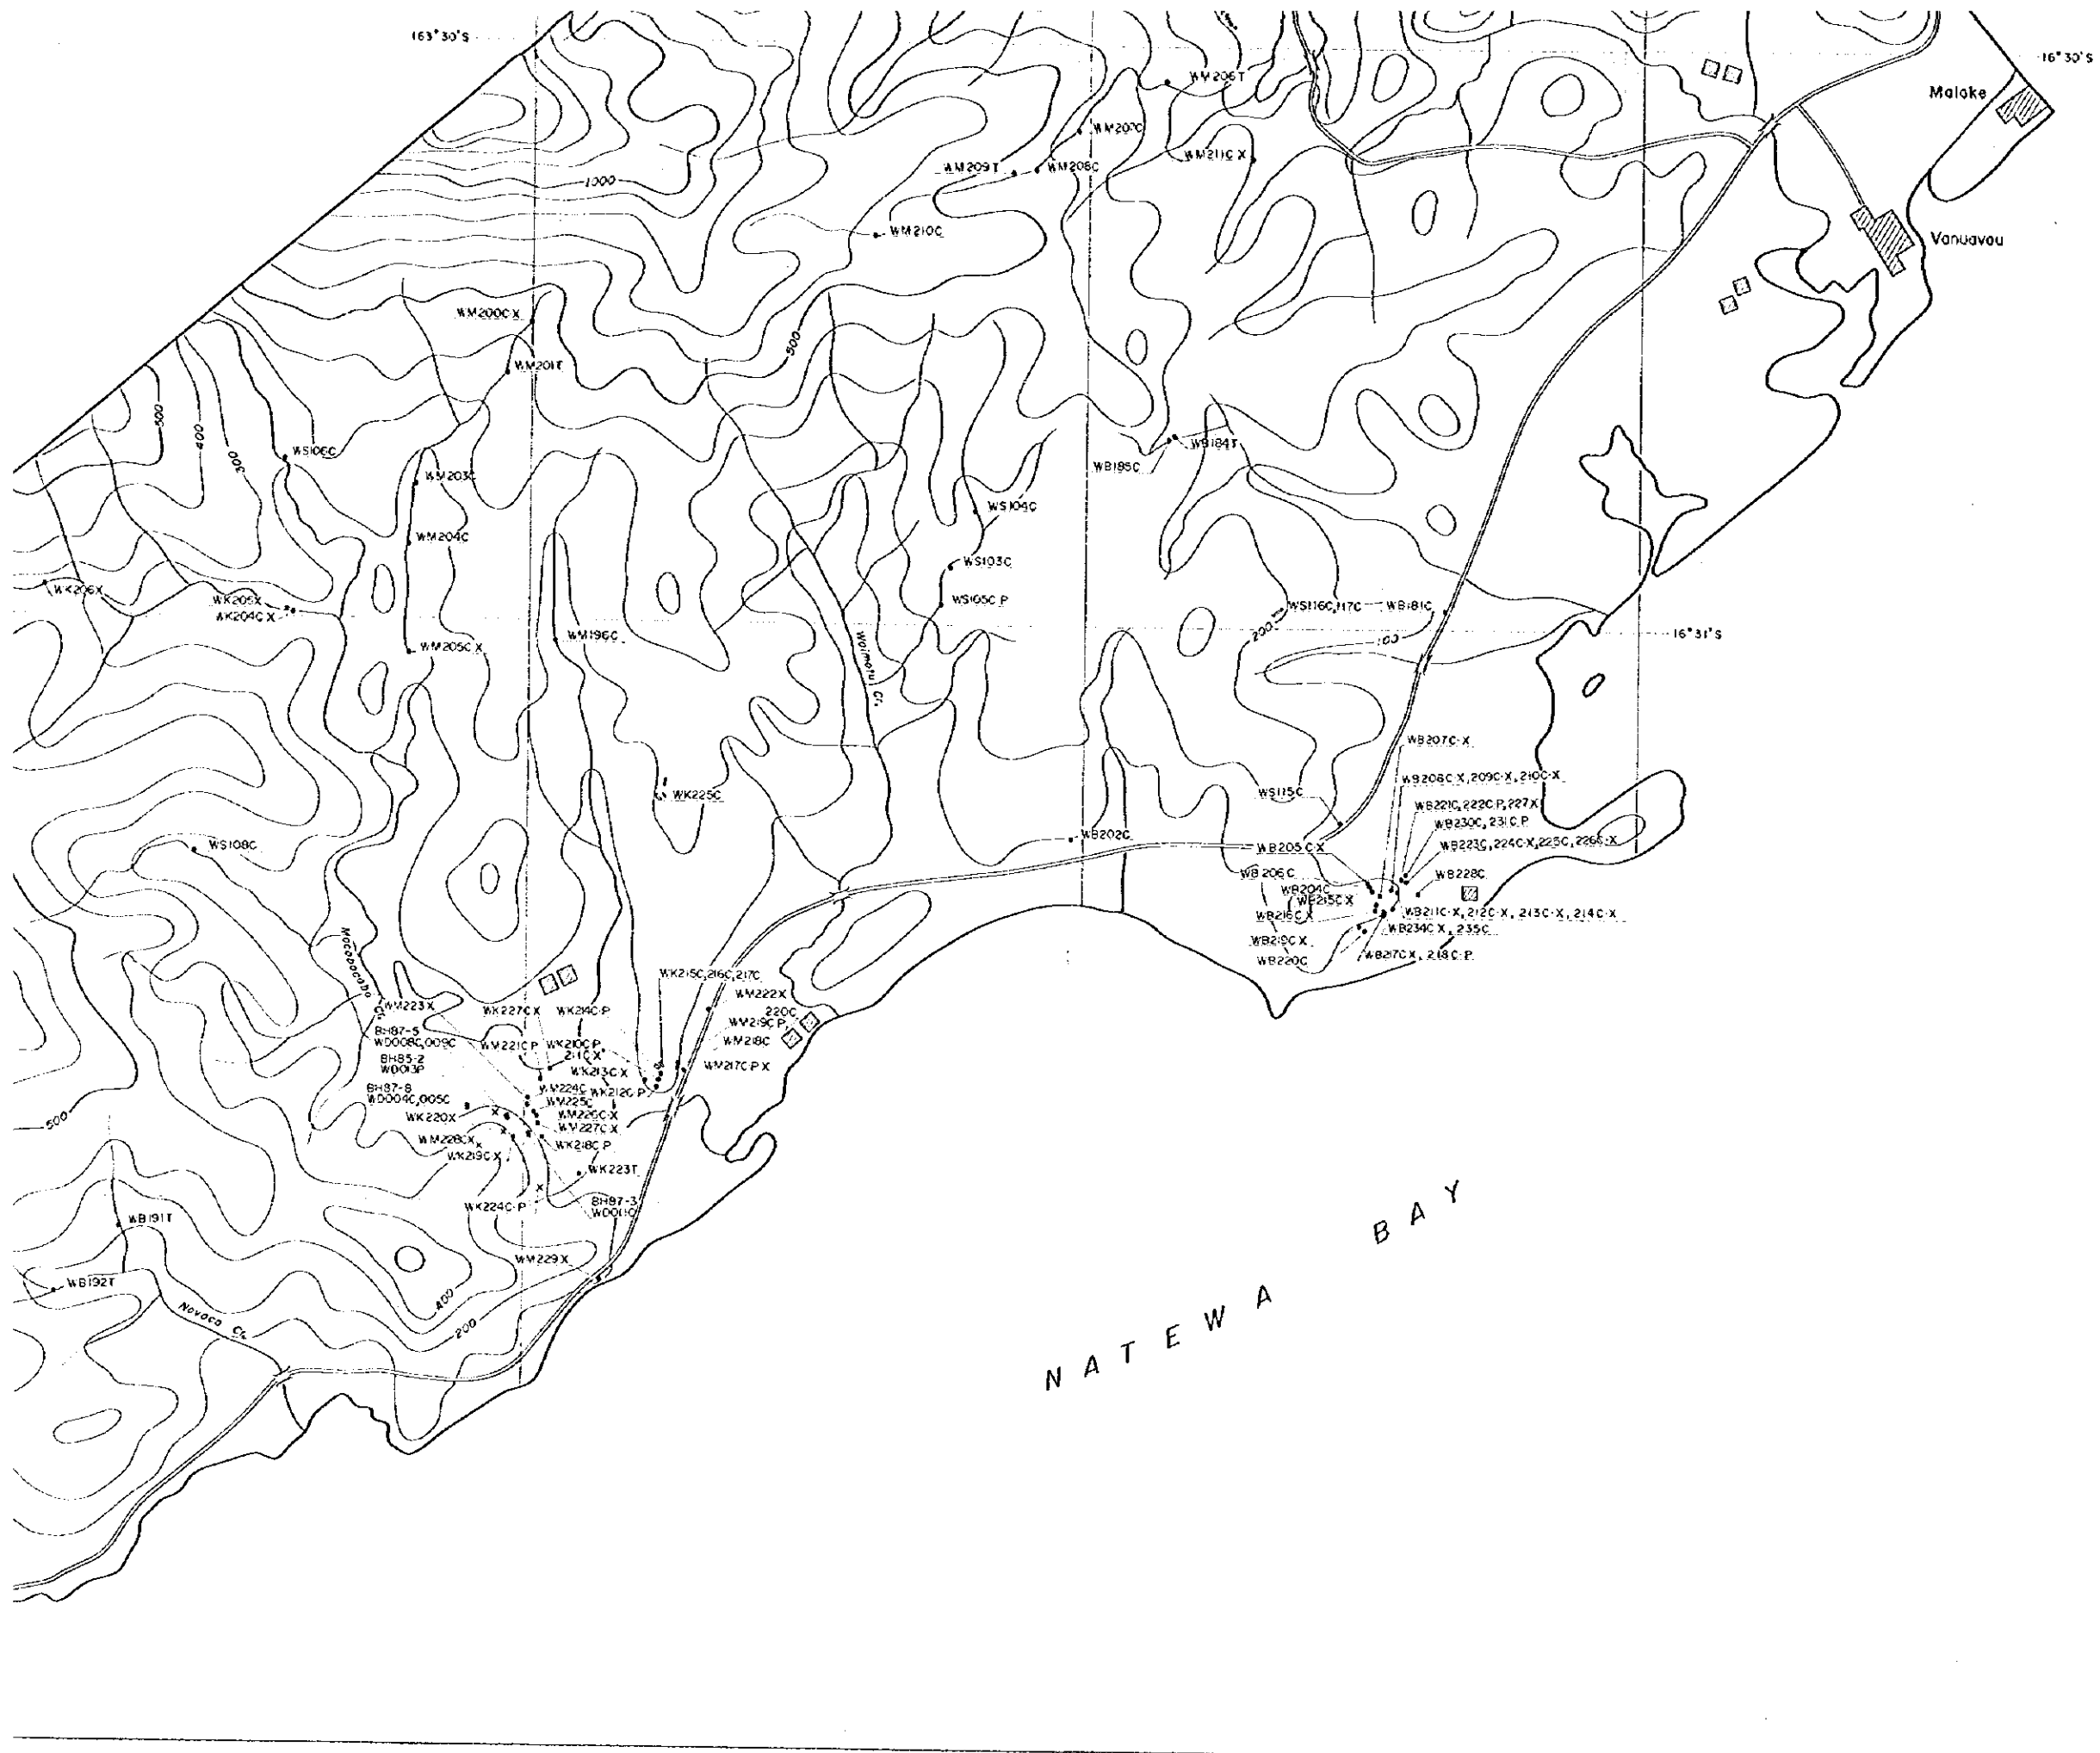 163°30'S
16°30'S
WM206T
Malake
WM207C
WM211C·X
WM209T
WM208C
1000
WM210C
Vanuavou
WM200C·X
500
WM201T
500
400
300
WS106C
WB184T
WB195C
WM203C
WS104C
WM204C
WS103C
WK206X
WK205X
WS105C·P
WK204C·X
WS116C,117C
WB181C
200
100
16°31'S
WM196C
WM205C·X
Waimotu Cr.
WB207C·X
WB208C·X,209C·X,210C·X
WK225C
WS115C
WB221C,222C·P,227X
WB230C,231C·P
WB202C
WB223C,224C·X,225C,226C·X
WS108C
WB205C·X
WB206C
WB228C
WB204C
WB215C·X
WB216C·X
WB211C·X,212C·X,213C·X,214C·X
WB234C·X,235C
WB219C·X
WB217C·X,218C·P
WB220C
Macobocabo Cr.
WK215C,216C,217C
WM222X
WM223X
WK227C·X
WK214C·P
220C
WM219C·P
BH87-5
WD008C,009C
WM221C·P
WK210C·P
211C·X
WM218C
BH85-2
WD013P
WK213C·X
WM217C·P·X
BH87-8
WD004C,005C
WM224C
WK212C·P
WM225C
WK220X
WM226C·X
WM227C·X
WM228C·X
WK218C·P
WK219C·X
500
WK223T
BH87-3
WD011C
WK224C·P
WB191T
WM229X
WB192T
400
200
Novoco Cr.
NATEWA BAY